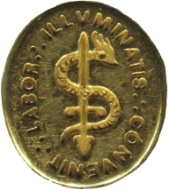 LABOR ∴ ILLVMINATIS ∴ CONVENIT ∴